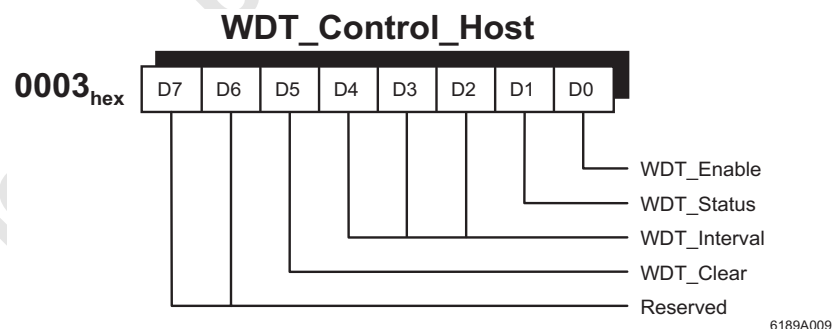 WDT_Control_Host
0003hex D7 D6 D5 D4 D3 D2 D1 D0
WDT_Enable
WDT_Status
WDT_Interval
WDT_Clear
Reserved
6189A009